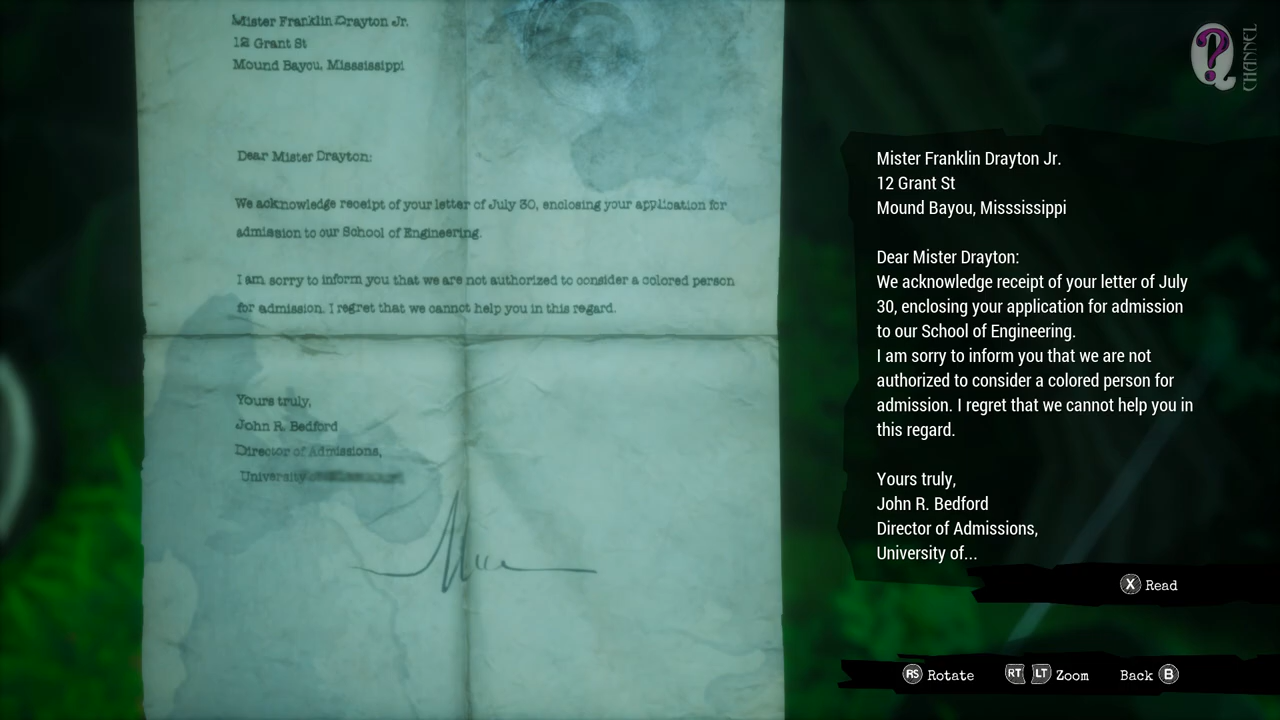 Mister Franklin Drayton Jr.
12 Grant St
Mound Bayou, Mississippi
Dear Mister Drayton:
We acknowledge receipt of your letter of July 30, enclosing your application for
admission to our School of Engineering.
I am sorry to inform you that we are not authorized to consider a colored person
for admission. I regret that we cannot help you in this regard.
Yours truly,
John R. Bedford
Director of Admissions,
University
? CHANNEL
Mister Franklin Drayton Jr.
12 Grant St
Mound Bayou, Misssissippi
Dear Mister Drayton:
We acknowledge receipt of your letter of July
30, enclosing your application for admission
to our School of Engineering.
I am sorry to inform you that we are not
authorized to consider a colored person for
admission. I regret that we cannot help you in
this regard.
Yours truly,
John R. Bedford
Director of Admissions,
University of...
X Read
RS Rotate RT LT Zoom Back B